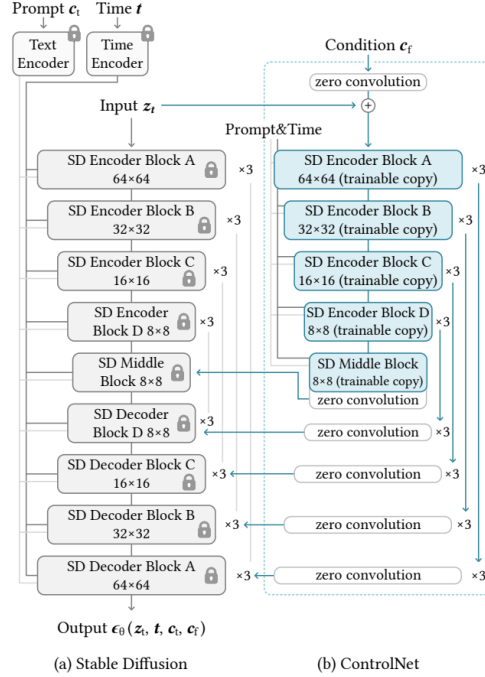 Prompt cₜ
Time t
Text
Encoder
Time
Encoder
Input zₜ
SD Encoder Block A
64×64
×3
SD Encoder Block B
32×32
×3
SD Encoder Block C
16×16
×3
SD Encoder
Block D 8×8
×3
SD Middle
Block 8×8
SD Decoder
Block D 8×8
×3
SD Decoder Block C
16×16
×3
SD Decoder Block B
32×32
×3
SD Decoder Block A
64×64
×3
Output ϵθ(zₜ, t, cₜ, c_f)
(a) Stable Diffusion
Condition c_f
zero convolution
+
Prompt&Time
SD Encoder Block A
64×64 (trainable copy)
×3
SD Encoder Block B
32×32 (trainable copy)
×3
SD Encoder Block C
16×16 (trainable copy)
×3
SD Encoder Block D
8×8 (trainable copy)
×3
SD Middle Block
8×8 (trainable copy)
zero convolution
zero convolution
×3
zero convolution
×3
zero convolution
×3
zero convolution
×3
(b) ControlNet